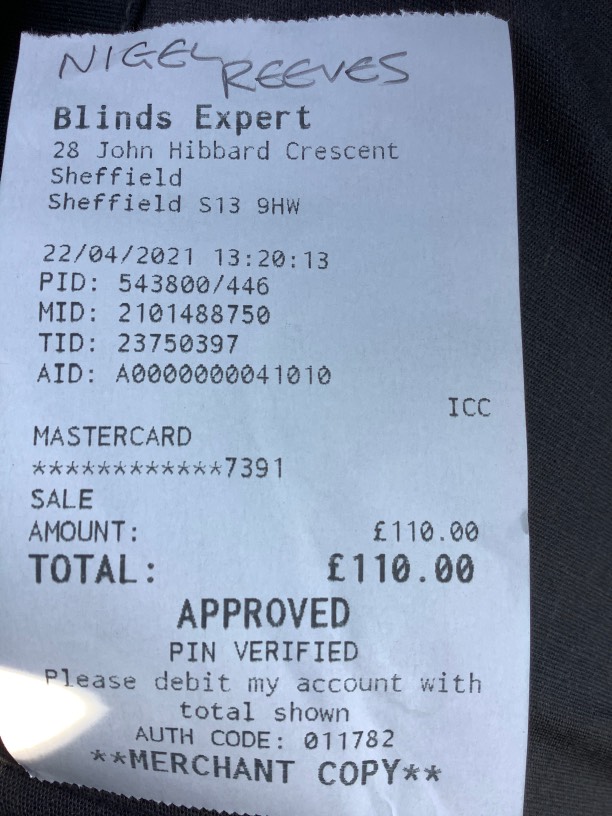 NIGEL REEVES
Blinds Expert
28 John Hibbard Crescent
Sheffield
Sheffield S13 9HW
22/04/2021 13:20:13
PID: 543800/446
MID: 2101488750
TID: 23750397
AID: A0000000041010
ICC
MASTERCARD
************7391
SALE
AMOUNT: £110.00
TOTAL: £110.00
APPROVED
PIN VERIFIED
Please debit my account with
total shown
AUTH CODE: 011782
**MERCHANT COPY**